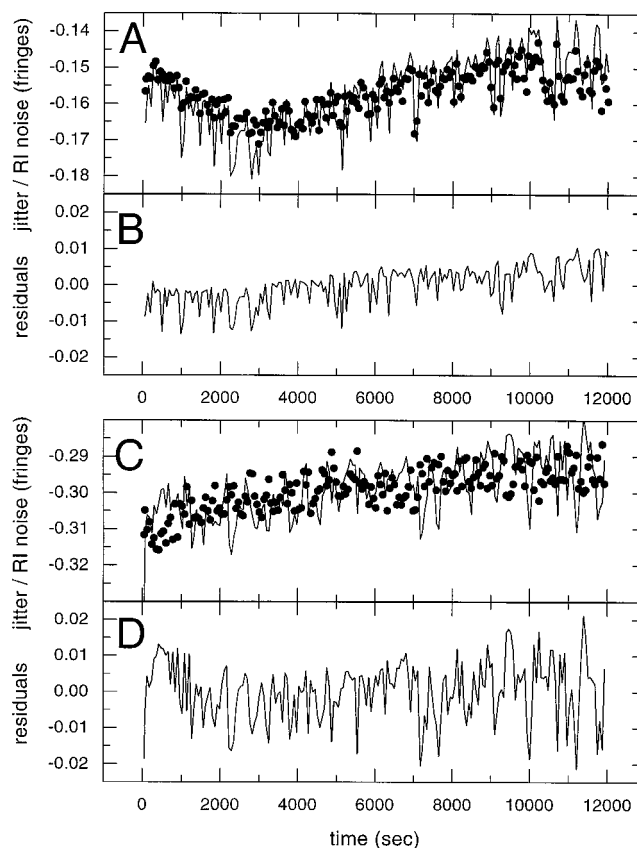 A
-0.14
-0.15
-0.16
-0.17
-0.18
jitter / RI noise (fringes)
B
0.02
0.01
0.00
-0.01
-0.02
residuals
0 2000 4000 6000 8000 10000 12000
C
-0.29
-0.30
-0.31
-0.32
jitter / RI noise (fringes)
D
0.02
0.01
0.00
-0.01
-0.02
residuals
0 2000 4000 6000 8000 10000 12000
time (sec)